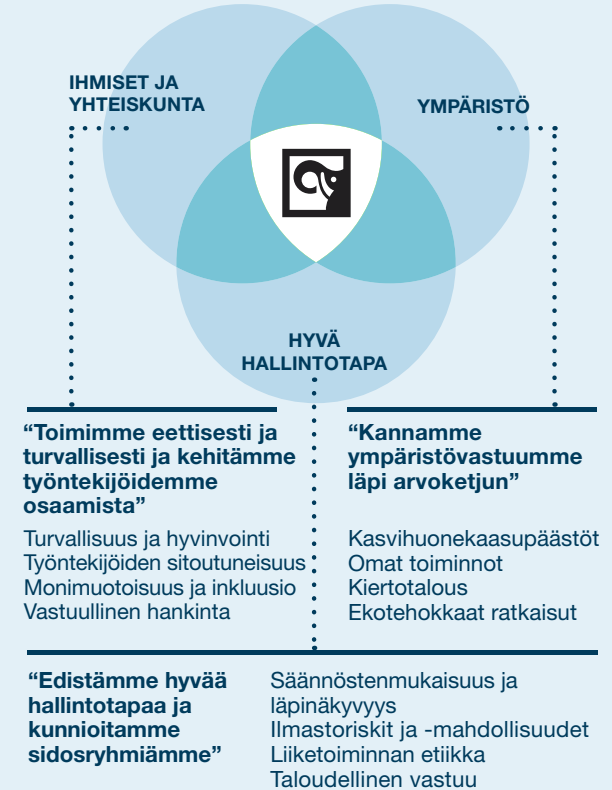 IHMISET JA
YHTEISKUNTA
YMPÄRISTÖ
HYVÄ
HALLINTOTAPA
“Toimimme eettisesti ja
turvallisesti ja kehitämme
työntekijöidemme
osaamista”
Turvallisuus ja hyvinvointi
Työntekijöiden sitoutuneisuus
Monimuotoisuus ja inkluusio
Vastuullinen hankinta
“Kannamme
ympäristövastuumme
läpi arvoketjun”
Kasvihuonekaasupäästöt
Omat toiminnot
Kiertotalous
Ekotehokkaat ratkaisut
“Edistämme hyvää
hallintotapaa ja
kunnioitamme
sidosryhmiämme”
Säännöstenmukaisuus ja
läpinäkyvyys
Ilmastoriskit ja -mahdollisuudet
Liiketoiminnan etiikka
Taloudellinen vastuu